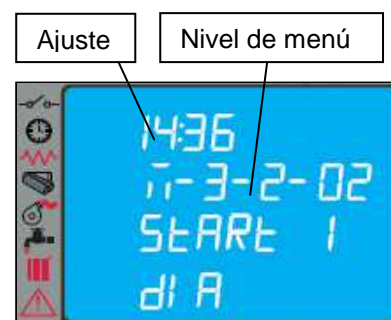 Ajuste
Nivel de menú
14:36
m-3-2-02
StARt 1
dI A